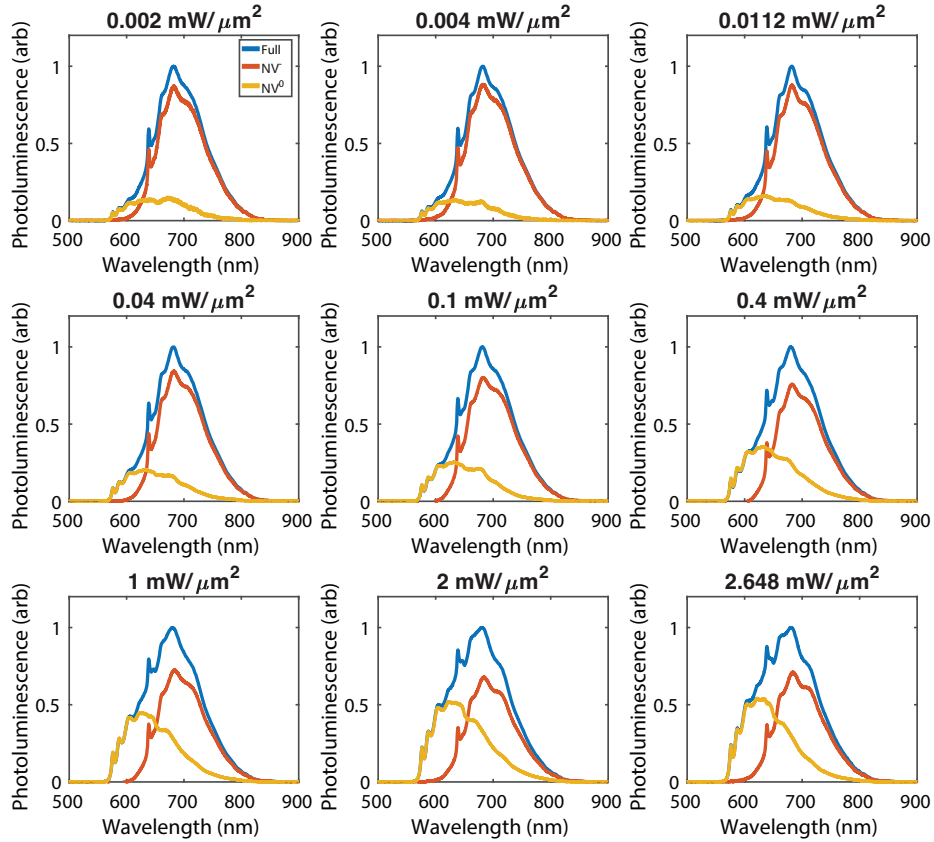 0.002 mW/μm²
0.004 mW/μm²
0.0112 mW/μm²
Photoluminescence (arb)
1
0.5
0
Full
NV⁻
NV⁰
500 600 700 800 900
Wavelength (nm)
Photoluminescence (arb)
1
0.5
0
500 600 700 800 900
Wavelength (nm)
Photoluminescence (arb)
1
0.5
0
500 600 700 800 900
Wavelength (nm)
0.04 mW/μm²
0.1 mW/μm²
0.4 mW/μm²
Photoluminescence (arb)
1
0.5
0
500 600 700 800 900
Wavelength (nm)
Photoluminescence (arb)
1
0.5
0
500 600 700 800 900
Wavelength (nm)
Photoluminescence (arb)
1
0.5
0
500 600 700 800 900
Wavelength (nm)
1 mW/μm²
2 mW/μm²
2.648 mW/μm²
Photoluminescence (arb)
1
0.5
0
500 600 700 800 900
Wavelength (nm)
Photoluminescence (arb)
1
0.5
0
500 600 700 800 900
Wavelength (nm)
Photoluminescence (arb)
1
0.5
0
500 600 700 800 900
Wavelength (nm)